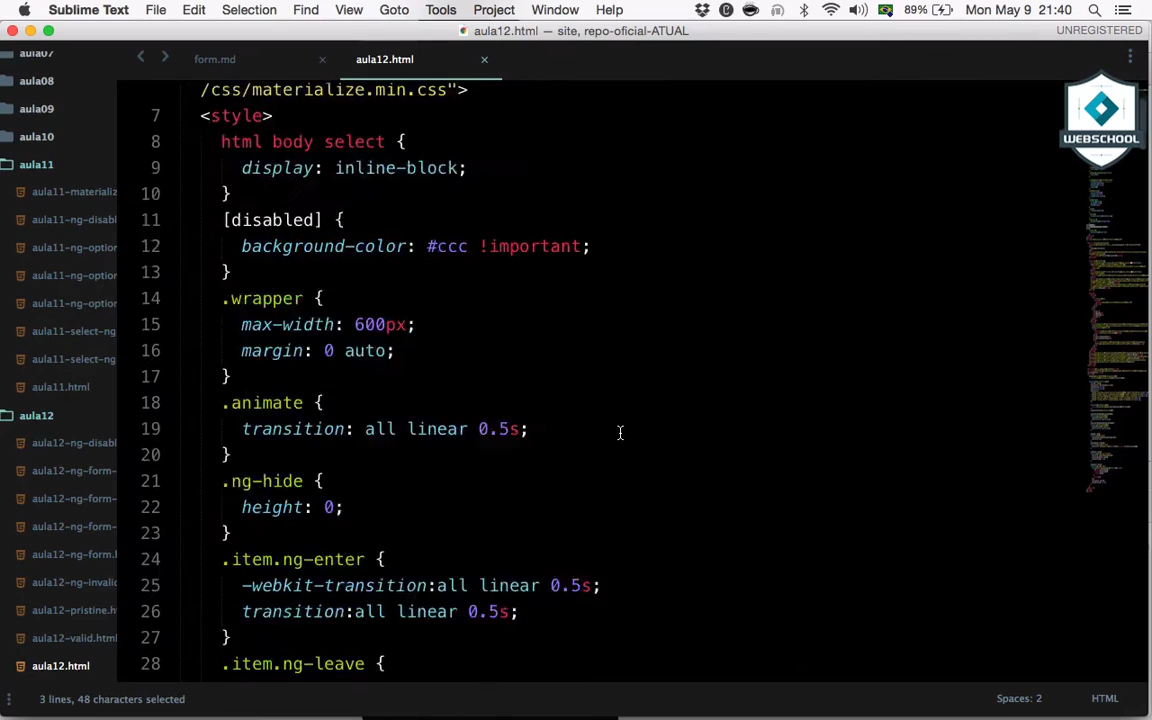 Sublime Text File Edit Selection Find View Goto Tools Project Window Help 89% Mon May 9 21:40
aula12.html — site, repo-oficial-ATUAL UNREGISTERED
form.md × aula12.html ×
aula07
aula08
aula09
aula10
aula11
aula11-materializ
aula11-ng-disabl
aula11-ng-option
aula11-ng-option
aula11-ng-option
aula11-select-ng
aula11-select-ng
aula11.html
aula12
aula12-ng-disab
aula12-ng-form-
aula12-ng-form-
aula12-ng-form-
aula12-ng-form.h
aula12-ng-invalid
aula12-pristine.ht
aula12-valid.html
aula12.html
/css/materialize.min.css">
7 <style>
8 html body select {
9 display: inline-block;
10 }
11 [disabled] {
12 background-color: #ccc !important;
13 }
14 .wrapper {
15 max-width: 600px;
16 margin: 0 auto;
17 }
18 .animate {
19 transition: all linear 0.5s;
20 }
21 .ng-hide {
22 height: 0;
23 }
24 .item.ng-enter {
25 -webkit-transition:all linear 0.5s;
26 transition:all linear 0.5s;
27 }
28 .item.ng-leave {
WEBSCHOOL
3 lines, 48 characters selected Spaces: 2 HTML